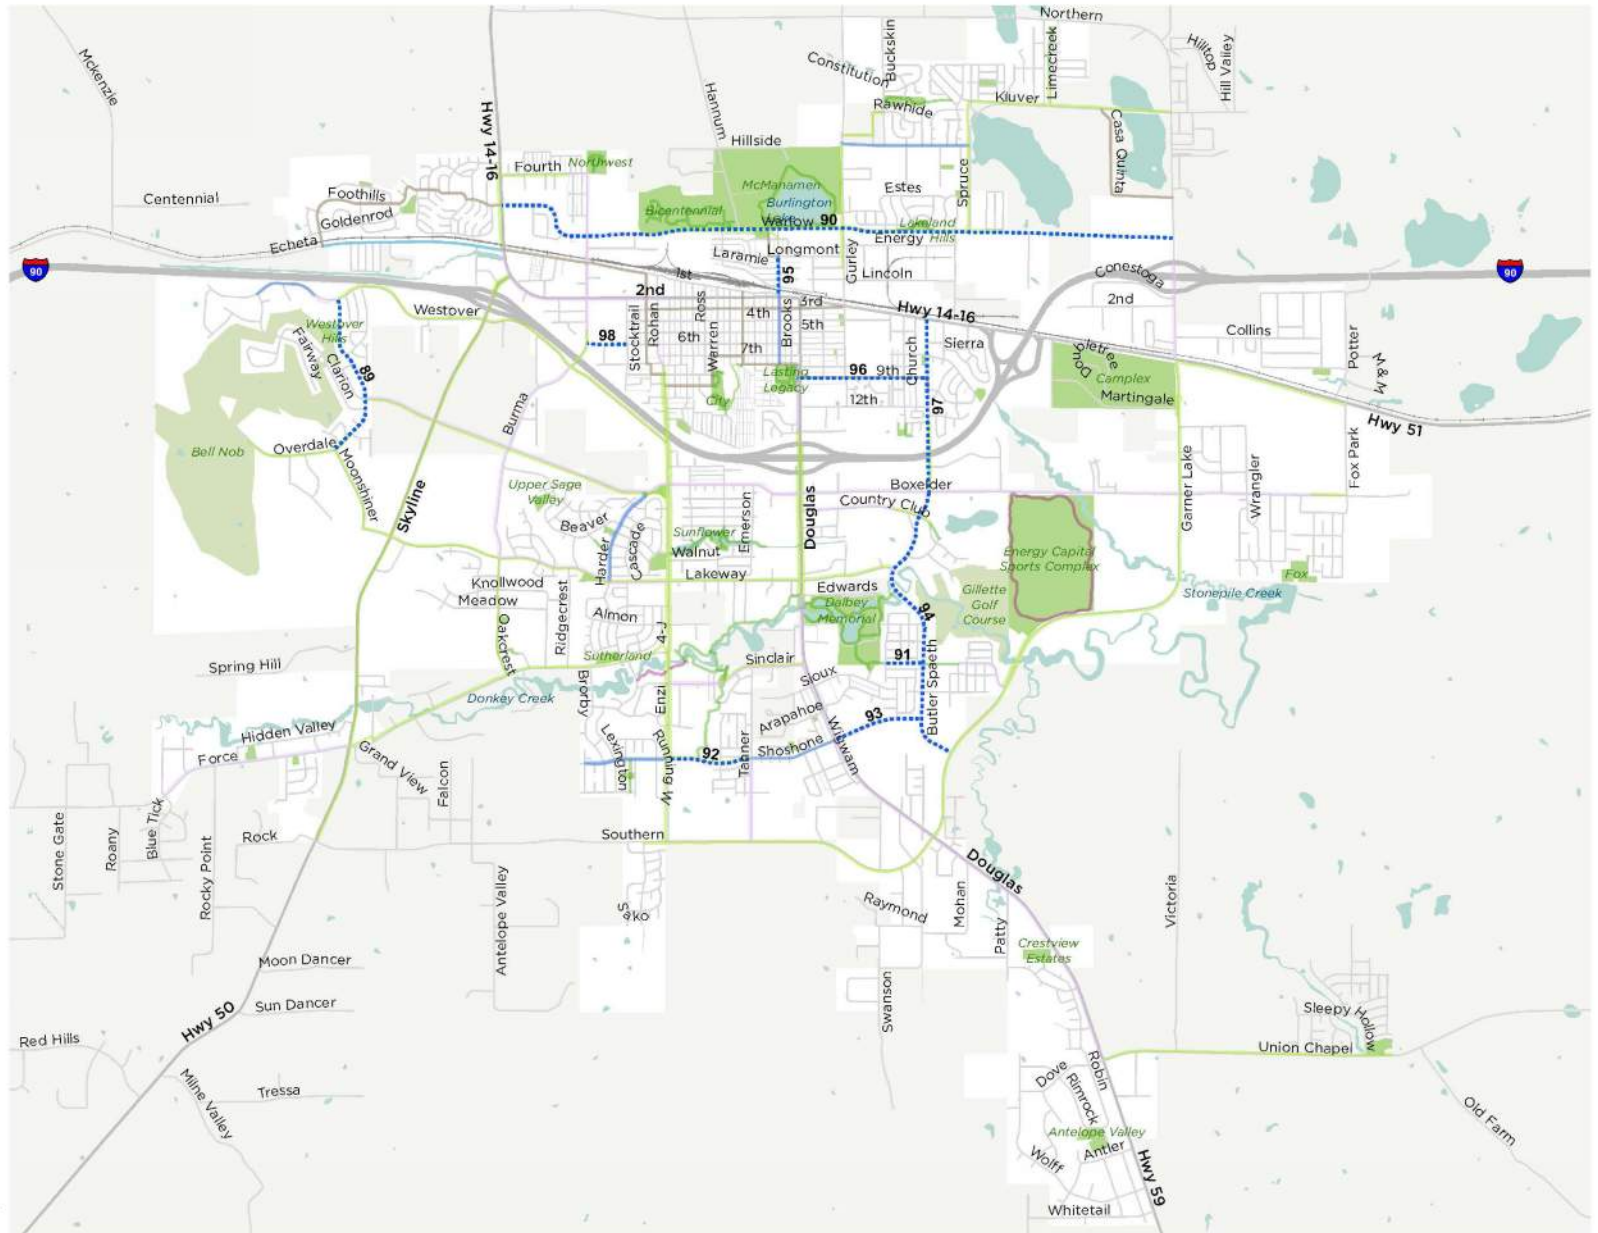 Northern
Mckenzie
Buckskin
Constitution
Limecreek
Hilltop
Hill Valley
Hannum
Rawhide
Kluver
Hwy 14-16
Casa Quinta
Hillside
Fourth
Northwest
McManamen
Burlington
Estes
Spruce
Centennial
Foothills
Goldenrod
Bicentennial
Warlow 90
Lakeland
Hills
Energy
Echeta
Longmont
Laramie
Gurley
90
1st
95
Lincoln
Conestoga
90
2nd
2nd
Hwy 14-16
Westover
Stocktrail
Rohan
Ross
Warren
4th
Brooks
3rd
5th
6th
7th
98
Church
Sierra
Collins
Potter
M & M
Westover
Hills
Fairway
Clarion
89
Lasting
Legacy
96
9th
Doubletree
Camplex
Martingale
City
12th
97
Burma
Hwy 51
Bell Nob
Overdale
Moonshiner
Skyline
Upper Sage
Valley
Boxelder
Country Club
Douglas
Emerson
Garner Lake
Wrangler
Fox Park
Beaver
Harder
Cascade
Sunflower
Walnut
Energy Capital
Sports Complex
Knollwood
Lakeway
Edwards
Fox
Meadow
Ridgecrest
Almon
Dalbey
Memorial
94
Gillette
Golf
Course
Stonepile Creek
Oakcrest
4-J
Sutherland
Sinclair
91
Spring Hill
Sioux
Donkey Creek
Brorby
Enzi
Butler Spaeth
Arapahoe
93
Wigwam
Hidden Valley
Lexington
Running W
Tanner
Shoshone
92
Force
Grand View
Falcon
Blue Tick
Stone Gate
Roany
Rocky Point
Rock
Southern
Douglas
Antelope Valley
Sako
Raymond
Mohan
Patty
Victoria
Crestview
Estates
Moon Dancer
Swanson
Sun Dancer
Hwy 50
Sleepy Hollow
Red Hills
Union Chapel
Robin
Dove
Rimrock
Milne Valley
Tressa
Old Farm
Antelope Valley
Antler
Wolff
Hwy 59
Whitetail